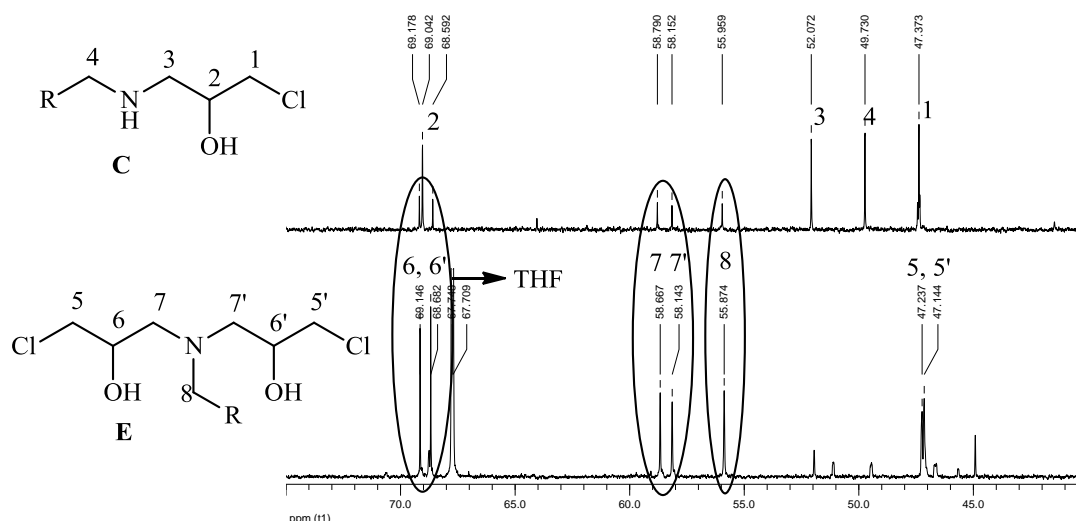 69.178
69.042
68.592
58.790
58.152
55.959
52.072
49.730
47.373
4
3
1
2
R
N
H
Cl
OH
C
2
3
4
1
6, 6'
THF
7 7'
8
5, 5'
69.146
68.682
67.748
67.709
58.667
58.143
55.874
47.237
47.144
5
7
7'
5'
6
6'
Cl
N
Cl
OH
8
OH
R
E
70.0 65.0 60.0 55.0 50.0 45.0
ppm (t1)